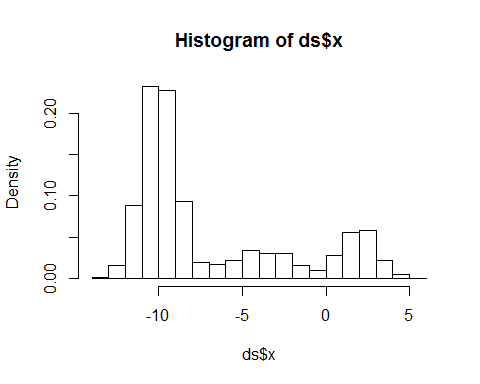 Histogram of ds$x
Density
0.20
0.10
0.00
-10 -5 0 5
ds$x